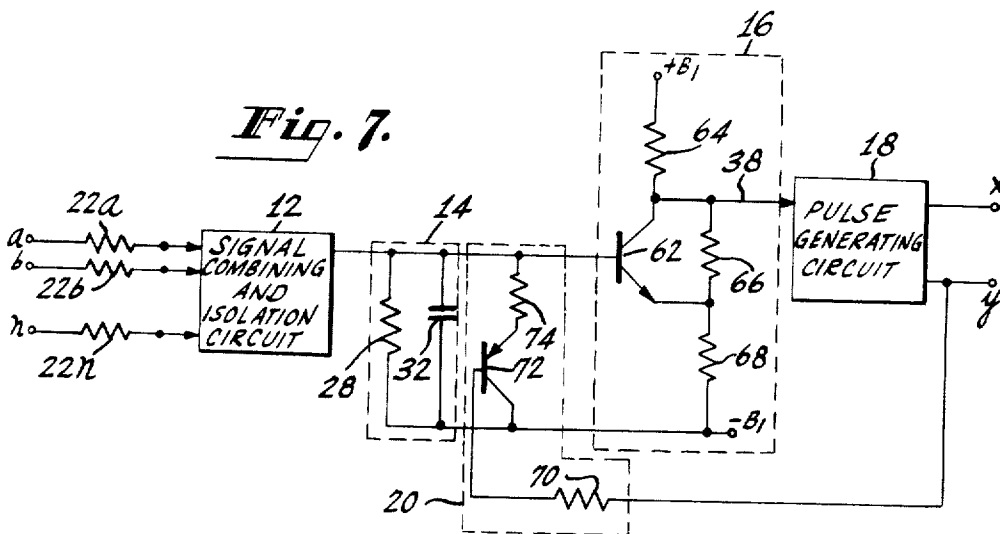 Fig. 7.
16
+B1
64
38
18
x
PULSE
GENERATING
CIRCUIT
y
62
66
68
-B1
22a
a
b
22b
n
22n
12
SIGNAL
COMBINING
AND
ISOLATION
CIRCUIT
14
28
32
74
72
20
70